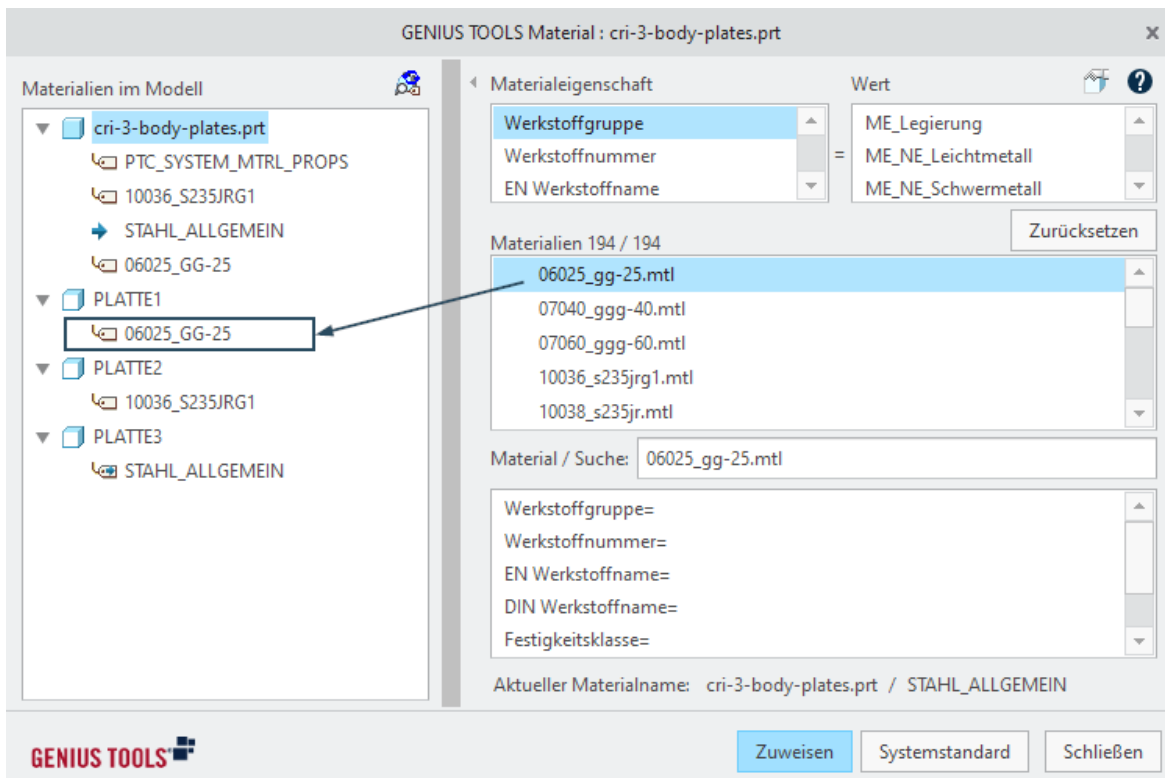 GENIUS TOOLS Material : cri-3-body-plates.prt
Materialien im Modell
cri-3-body-plates.prt
PTC_SYSTEM_MTRL_PROPS
10036_S235JRG1
STAHL_ALLGEMEIN
06025_GG-25
PLATTE1
06025_GG-25
PLATTE2
10036_S235JRG1
PLATTE3
STAHL_ALLGEMEIN
Materialeigenschaft Wert
Werkstoffgruppe ME_Legierung
Werkstoffnummer = ME_NE_Leichtmetall
EN Werkstoffname ME_NE_Schwermetall
Zurücksetzen
Materialien 194 / 194
06025_gg-25.mtl
07040_ggg-40.mtl
07060_ggg-60.mtl
10036_s235jrg1.mtl
10038_s235jr.mtl
Material / Suche: 06025_gg-25.mtl
Werkstoffgruppe=
Werkstoffnummer=
EN Werkstoffname=
DIN Werkstoffname=
Festigkeitsklasse=
Aktueller Materialname: cri-3-body-plates.prt / STAHL_ALLGEMEIN
GENIUS TOOLS
Zuweisen Systemstandard Schließen